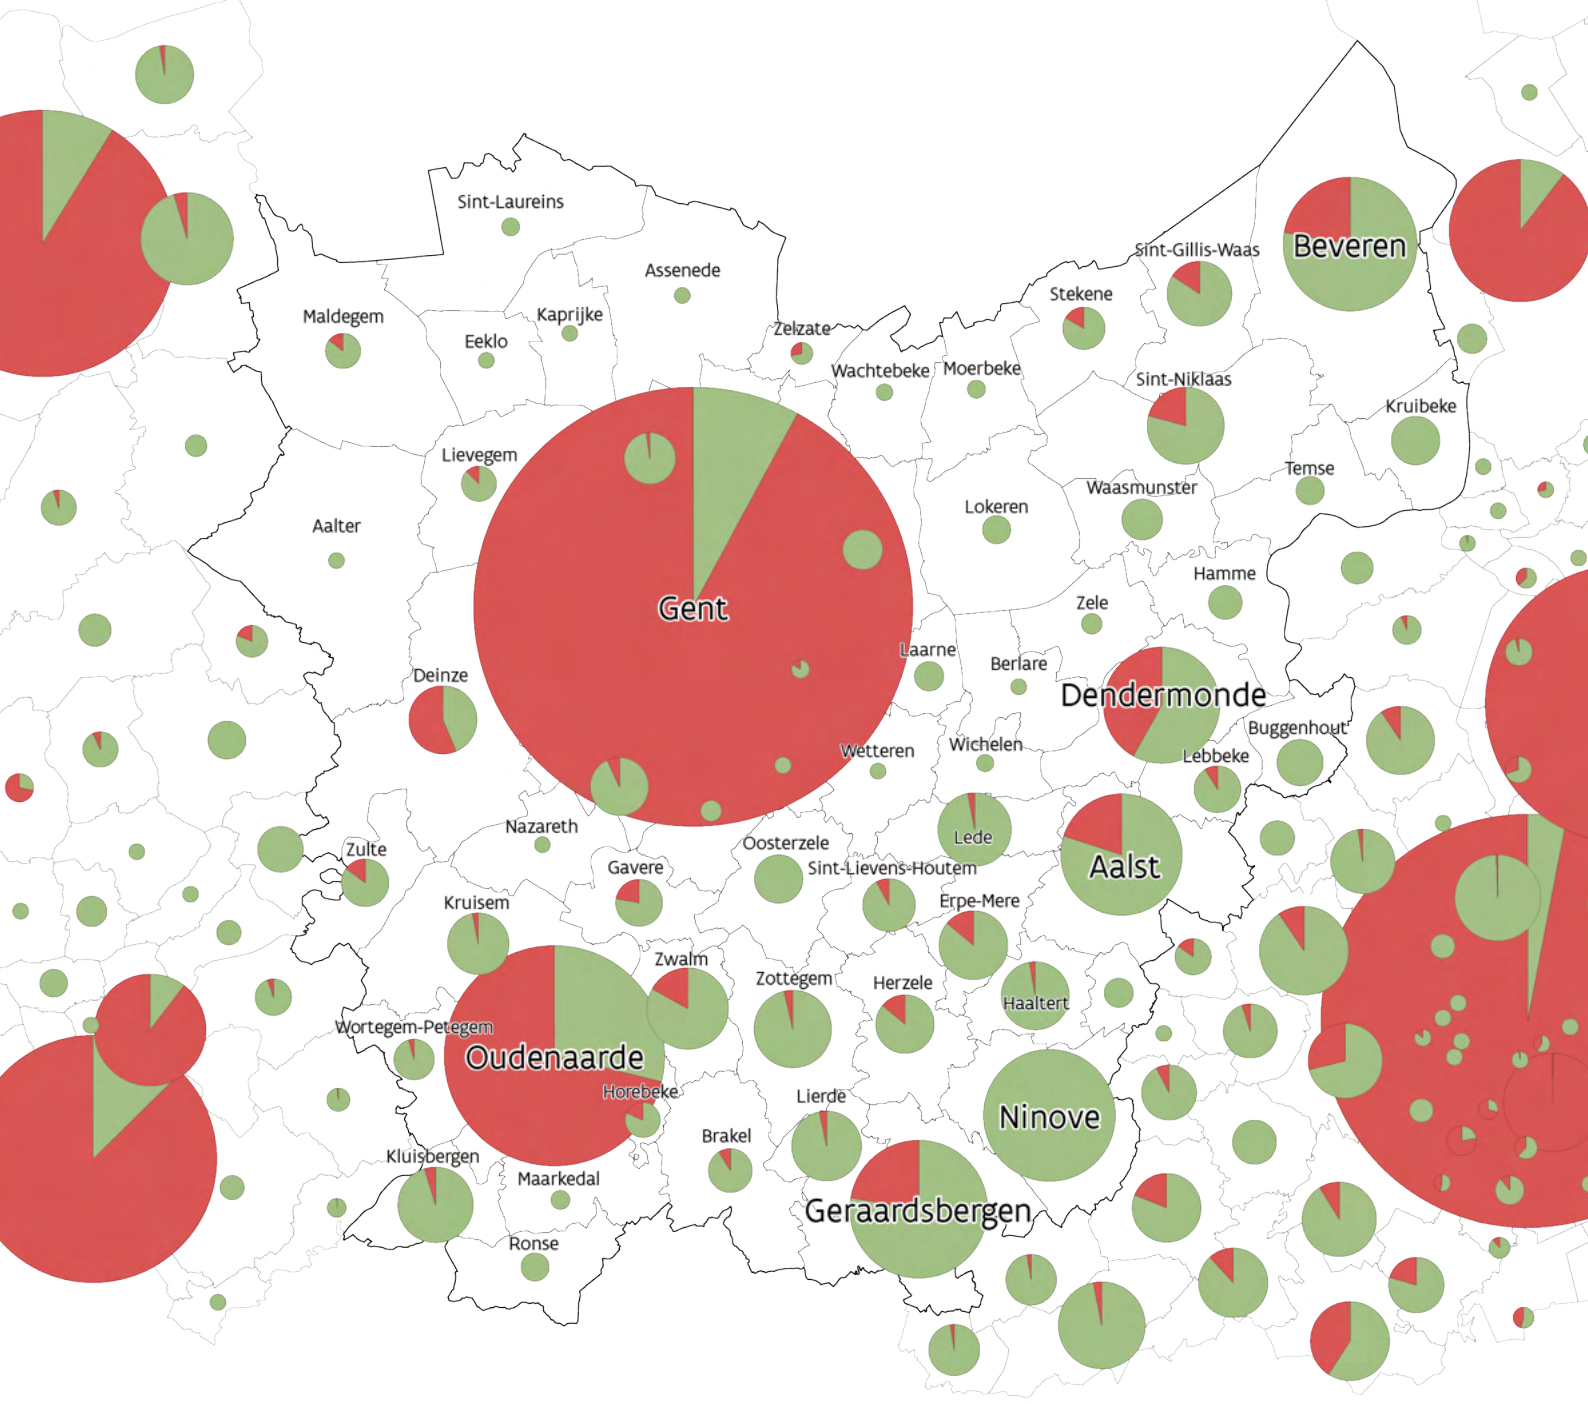 Sint-Laureins
Sint-Gillis-Waas
Beveren
Assenede
Stekene
Maldegem
Kaprijke
Zelzate
Eeklo
Wachtebeke
Moerbeke
Sint-Niklaas
Kruibeke
Lievegem
Temse
Waasmunster
Lokeren
Aalter
Hamme
Zele
Gent
Laarne
Berlare
Deinze
Dendermonde
Buggenhout
Wetteren
Wichelen
Lebbeke
Nazareth
Lede
Oosterzele
Zulte
Gavere
Sint-Lievens-Houtem
Aalst
Kruisem
Erpe-Mere
Zwalm
Zottegem
Herzele
Haaltert
Wortegem-Petegem
Oudenaarde
Horebeke
Lierde
Ninove
Brakel
Kluisbergen
Maarkedal
Geraardsbergen
Ronse